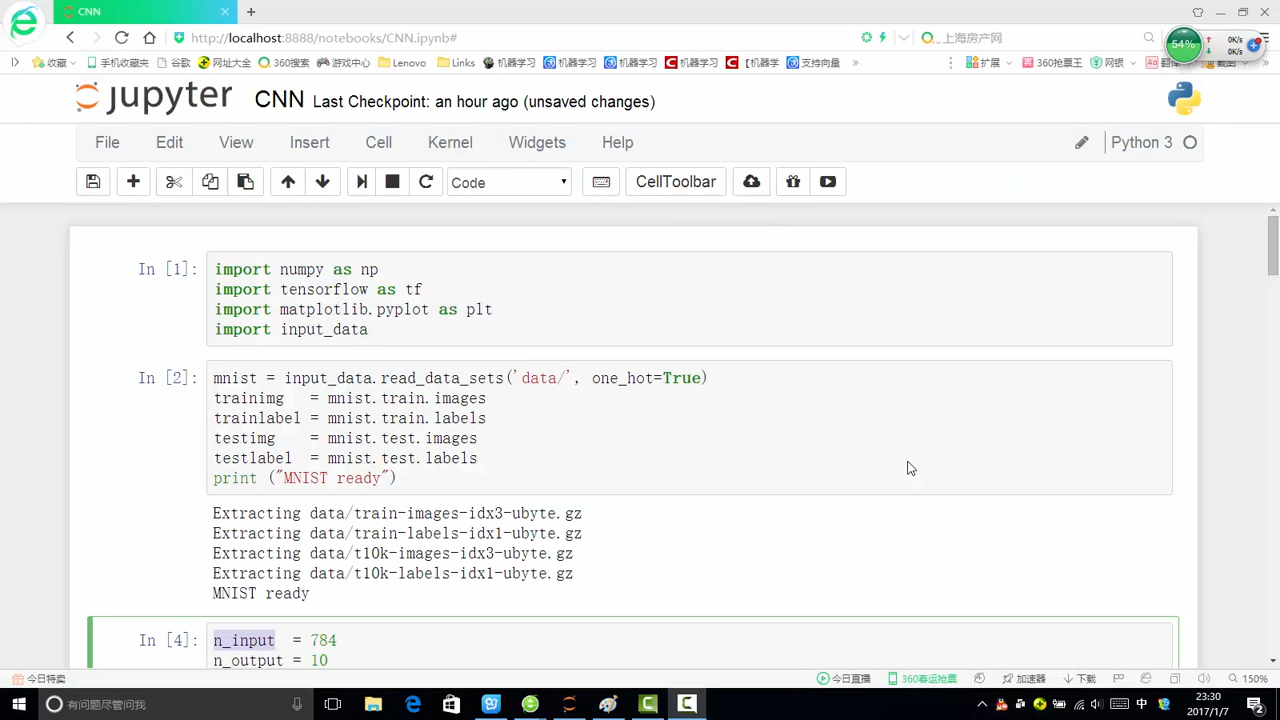 CNN
http://localhost:8888/notebooks/CNN.ipynb#
上海房产网
54%
0K/s
0K/s
收藏 手机收藏夹 谷歌 网址大全 360搜索 游戏中心 Lenovo Links 机器学习 机器学习 机器学习 机器学习 【机器学 支持向量 » 扩展 360抢票王 网银 翻译 截图 »
jupyter CNN Last Checkpoint: an hour ago (unsaved changes)
File Edit View Insert Cell Kernel Widgets Help Python 3
Code CellToolbar
In [1]: import numpy as np
import tensorflow as tf
import matplotlib.pyplot as plt
import input_data
In [2]: mnist = input_data.read_data_sets('data/', one_hot=True)
trainimg = mnist.train.images
trainlabel = mnist.train.labels
testimg = mnist.test.images
testlabel = mnist.test.labels
print ("MNIST ready")
Extracting data/train-images-idx3-ubyte.gz
Extracting data/train-labels-idx1-ubyte.gz
Extracting data/t10k-images-idx3-ubyte.gz
Extracting data/t10k-labels-idx1-ubyte.gz
MNIST ready
In [4]: n_input = 784
n_output = 10
今日特卖 今日直播 360春运抢票 加速器 下载 150%
有问题尽管问我 中 23:30
2017/1/7